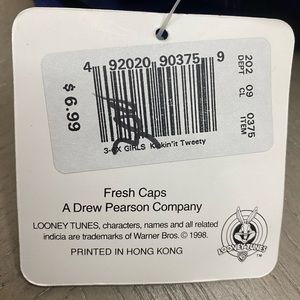 4 92020 90375 9
$ 6.99
202 09 0375
DEPT CL ITEM
3-6X GIRLS Kickin'it Tweety
Fresh Caps
A Drew Pearson Company
LOONEY TUNES, characters, names and all related
indicia are trademarks of Warner Bros. © 1998.
PRINTED IN HONG KONG
LOONEY TUNES